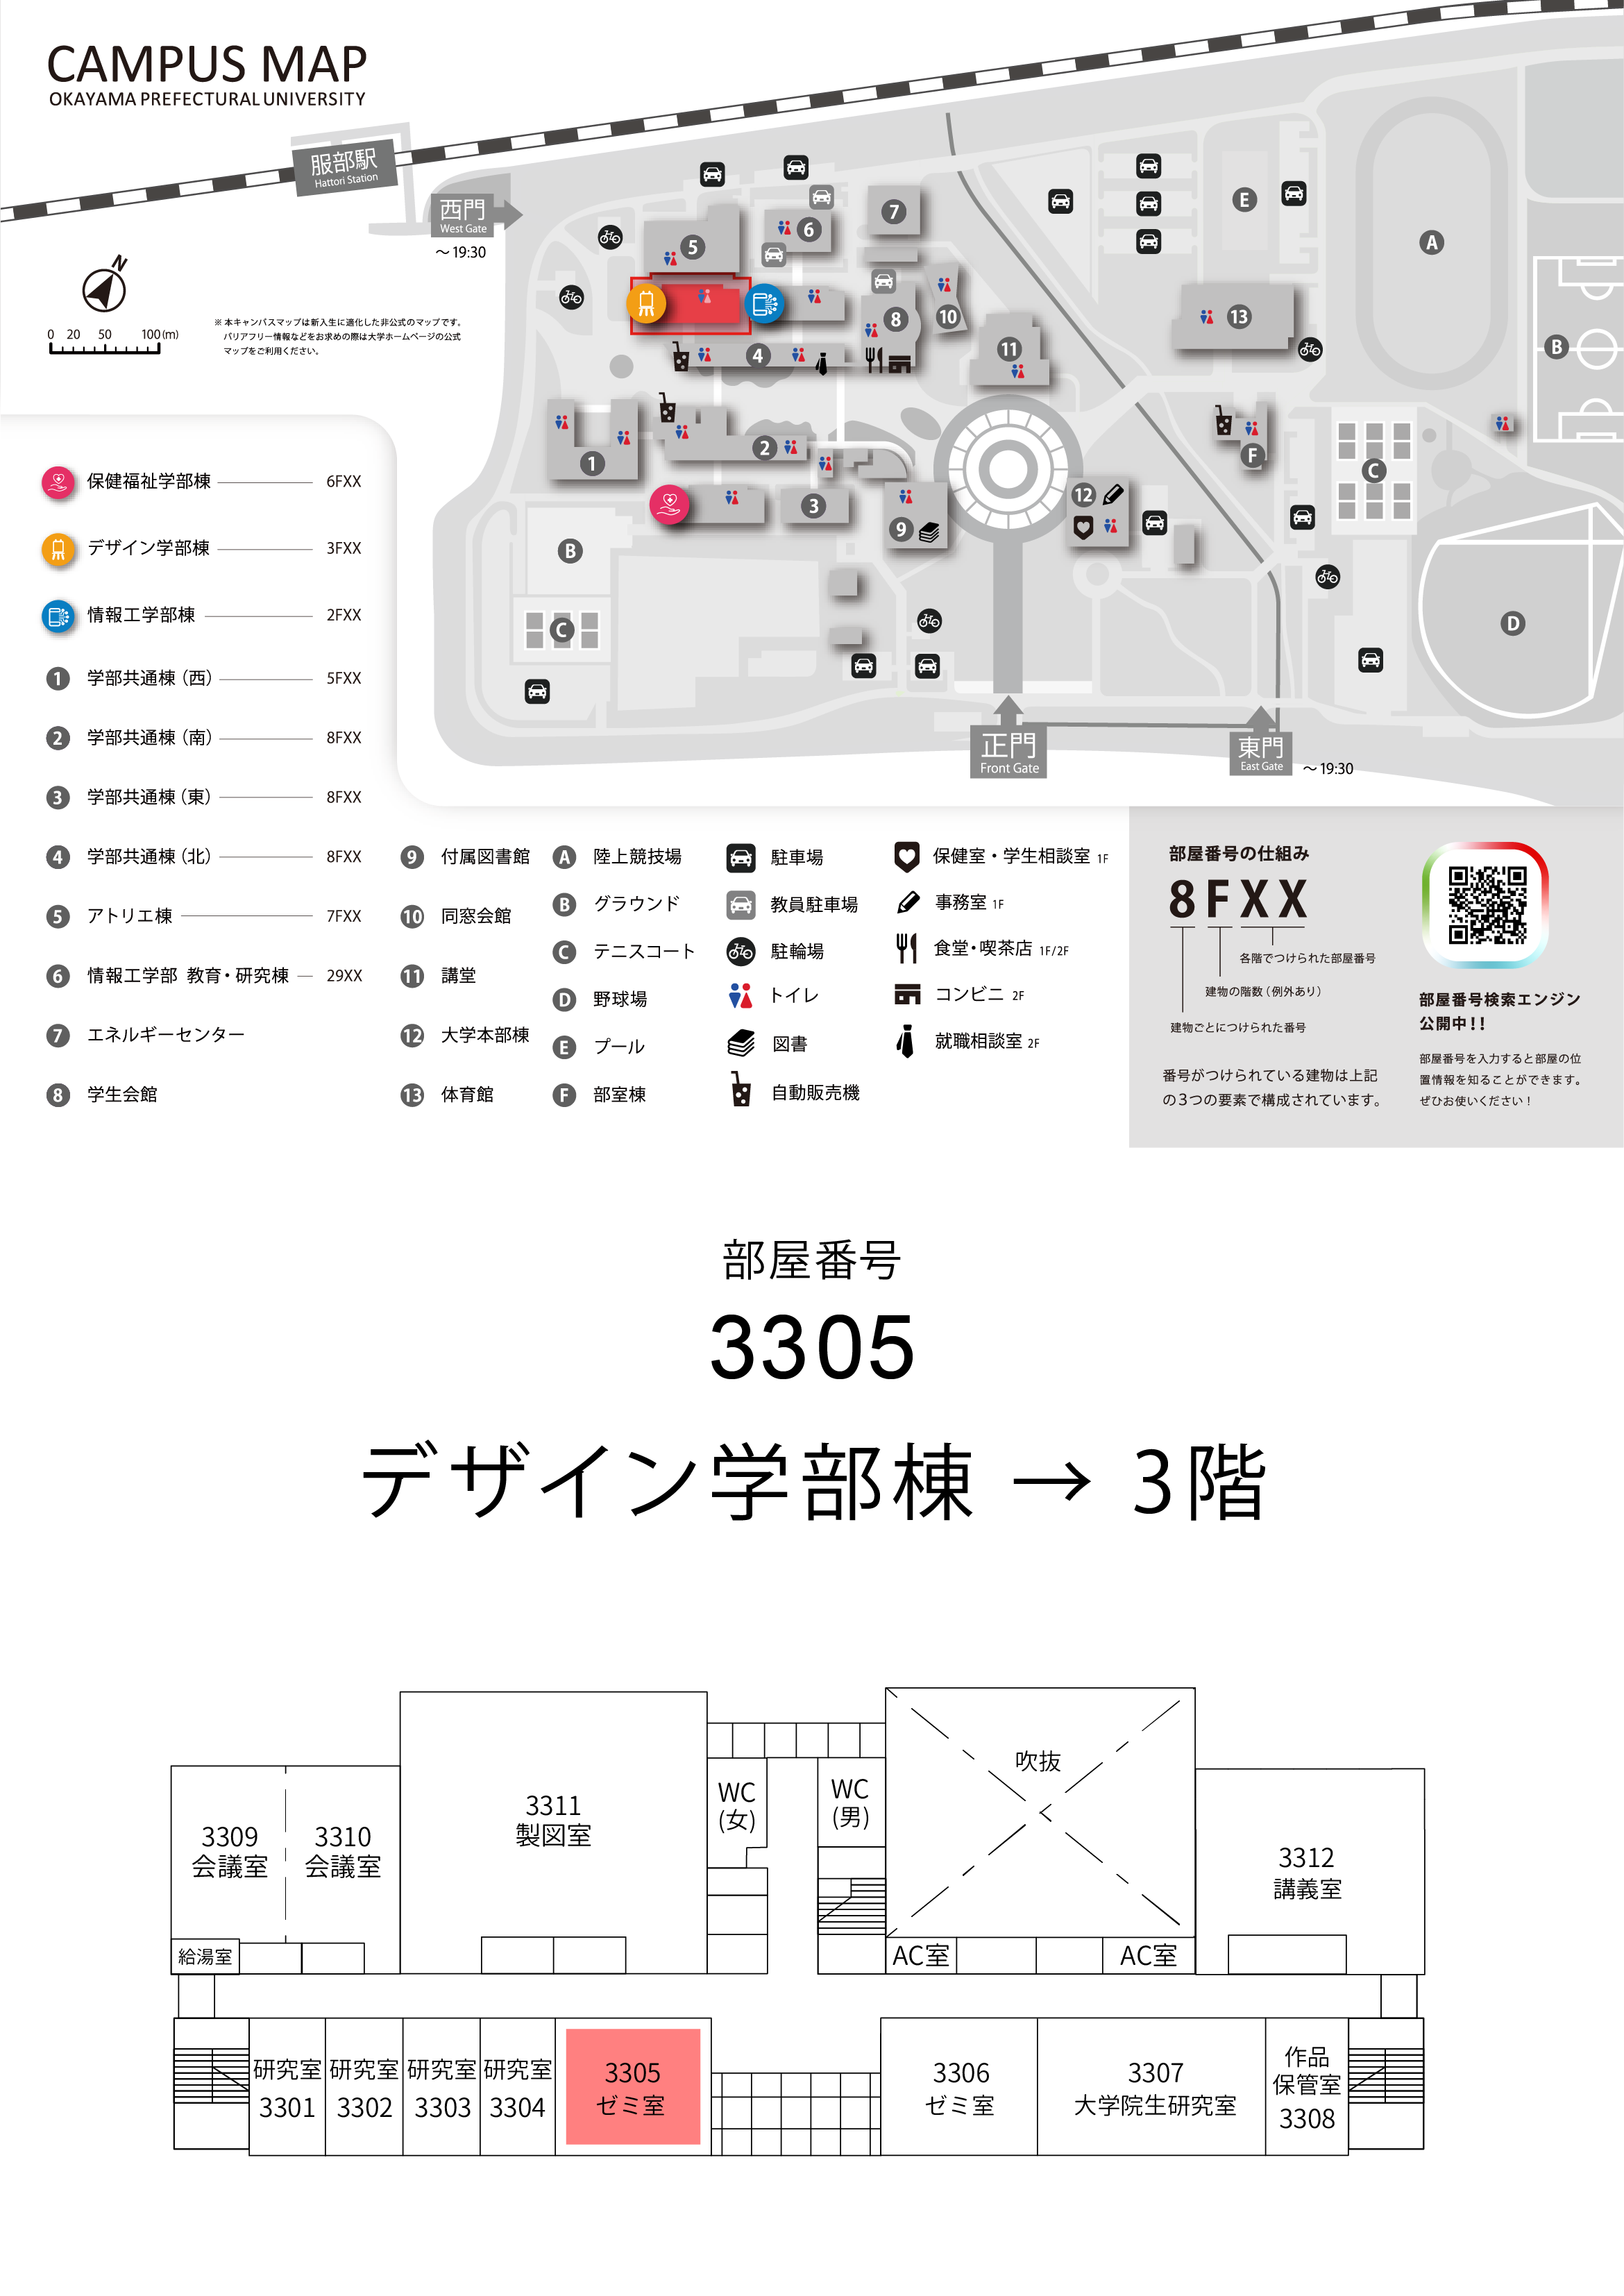 CAMPUS MAP
OKAYAMA PREFECTURAL UNIVERSITY
服部駅
Hattori Station
西門
West Gate
～19:30
N
0 20 50 100(m)
※ 本キャンパスマップは新入生に適化した非公式のマップです。
バリアフリー情報などをお求めの際は大学ホームページの公式
マップをご利用ください。
7
6
5
E
A
13
8
10
11
4
B
2
1
F
C
12
3
9
B
C
D
正門
Front Gate
東門
East Gate
～19:30
保健福祉学部棟 6FXX
デザイン学部棟 3FXX
情報工学部棟 2FXX
1 学部共通棟（西） 5FXX
2 学部共通棟（南） 8FXX
3 学部共通棟（東） 8FXX
4 学部共通棟（北） 8FXX
5 アトリエ棟 7FXX
6 情報工学部 教育・研究棟 29XX
7 エネルギーセンター
8 学生会館
9 付属図書館
10 同窓会館
11 講堂
12 大学本部棟
13 体育館
A 陸上競技場
B グラウンド
C テニスコート
D 野球場
E プール
F 部室棟
駐車場
教員駐車場
駐輪場
トイレ
図書
自動販売機
保健室・学生相談室 1F
事務室 1F
食堂・喫茶店 1F/2F
コンビニ 2F
就職相談室 2F
部屋番号の仕組み
8FXX
各階でつけられた部屋番号
建物の階数（例外あり）
建物ごとにつけられた番号
番号がつけられている建物は上記
の3つの要素で構成されています。
部屋番号検索エンジン
公開中!!
部屋番号を入力すると部屋の位
置情報を知ることができます。
ぜひお使いください！
部屋番号
3305
デザイン学部棟 → 3階
3309
会議室
3310
会議室
給湯室
3311
製図室
WC
(女)
WC
(男)
吹抜
AC室
AC室
3312
講義室
研究室
3301
研究室
3302
研究室
3303
研究室
3304
3305
ゼミ室
3306
ゼミ室
3307
大学院生研究室
作品
保管室
3308